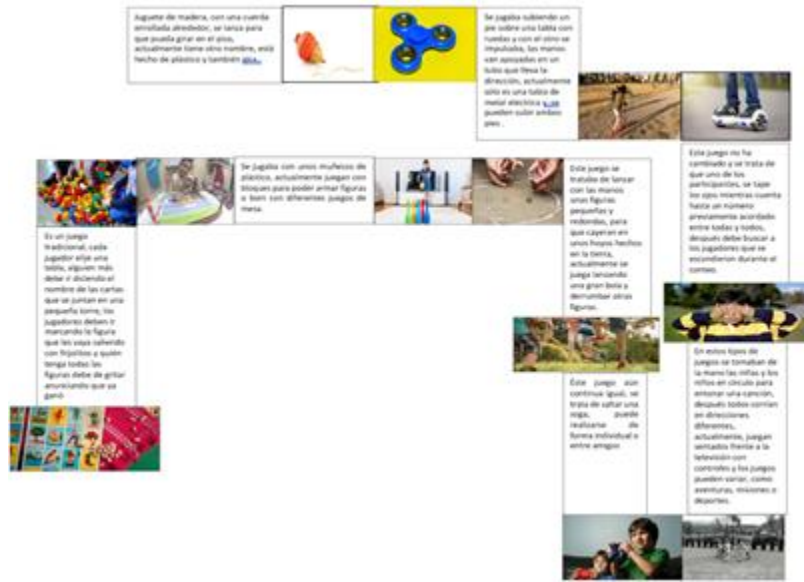 Juguete de madera, con una cuerda
enrollada alrededor, se lanza para
que pueda girar en el piso,
actualmente tiene otro nombre, está
hecho de plástico y también gira..
Se jugaba subiendo un
pie sobre una tabla con
ruedas y con el otro se
impulsaba, las manos
van apoyadas en un
tubo que lleva la
dirección, actualmente
sólo es una tabla de
metal eléctrica
pueden subir ambos
pies.
Este juego no ha
cambiado y se trata de
que uno de los
participantes, se tape
los ojos mientras cuenta
hasta un número
previamente acordado
entre todas y todos,
después debe buscar a
los jugadores que se
escondieron durante el
conteo.
En estos tipos de
juegos se tomaban de
la mano las niñas y los
niños en círculo para
entonar una canción,
después todos corrían
en direcciones
diferentes,
actualmente, juegan
sentados frente a la
televisión con
controles y los juegos
pueden variar, como
aventuras, misiones o
deportes.
Este juego aún
continua igual, se
trata de saltar una
soga, puede
realizarse de
forma individual o
entre amigos
Este juego se
trataba de lanzar
con las manos
unas figuras
pequeñas y
redondas, para
que cayeran en
unos hoyos hechos
en la tierra,
actualmente se
juega lanzando
una gran bola y
derrumbar otras
figuras.
Se jugaba con unos muñecos de
plástico, actualmente juegan con
bloques para poder armar figuras
o bien con diferentes juegos de
mesa.
Es un juego
tradicional, cada
jugador elije una
tabla, alguien más
debe ir diciendo el
nombre de las cartas
que se juntan en una
pequeña torre, los
jugadores deben ir
marcando la figura
que les vaya saliendo
con frijolitos y quién
tenga todas las
figuras debe de gritar
anunciando que ya
ganó